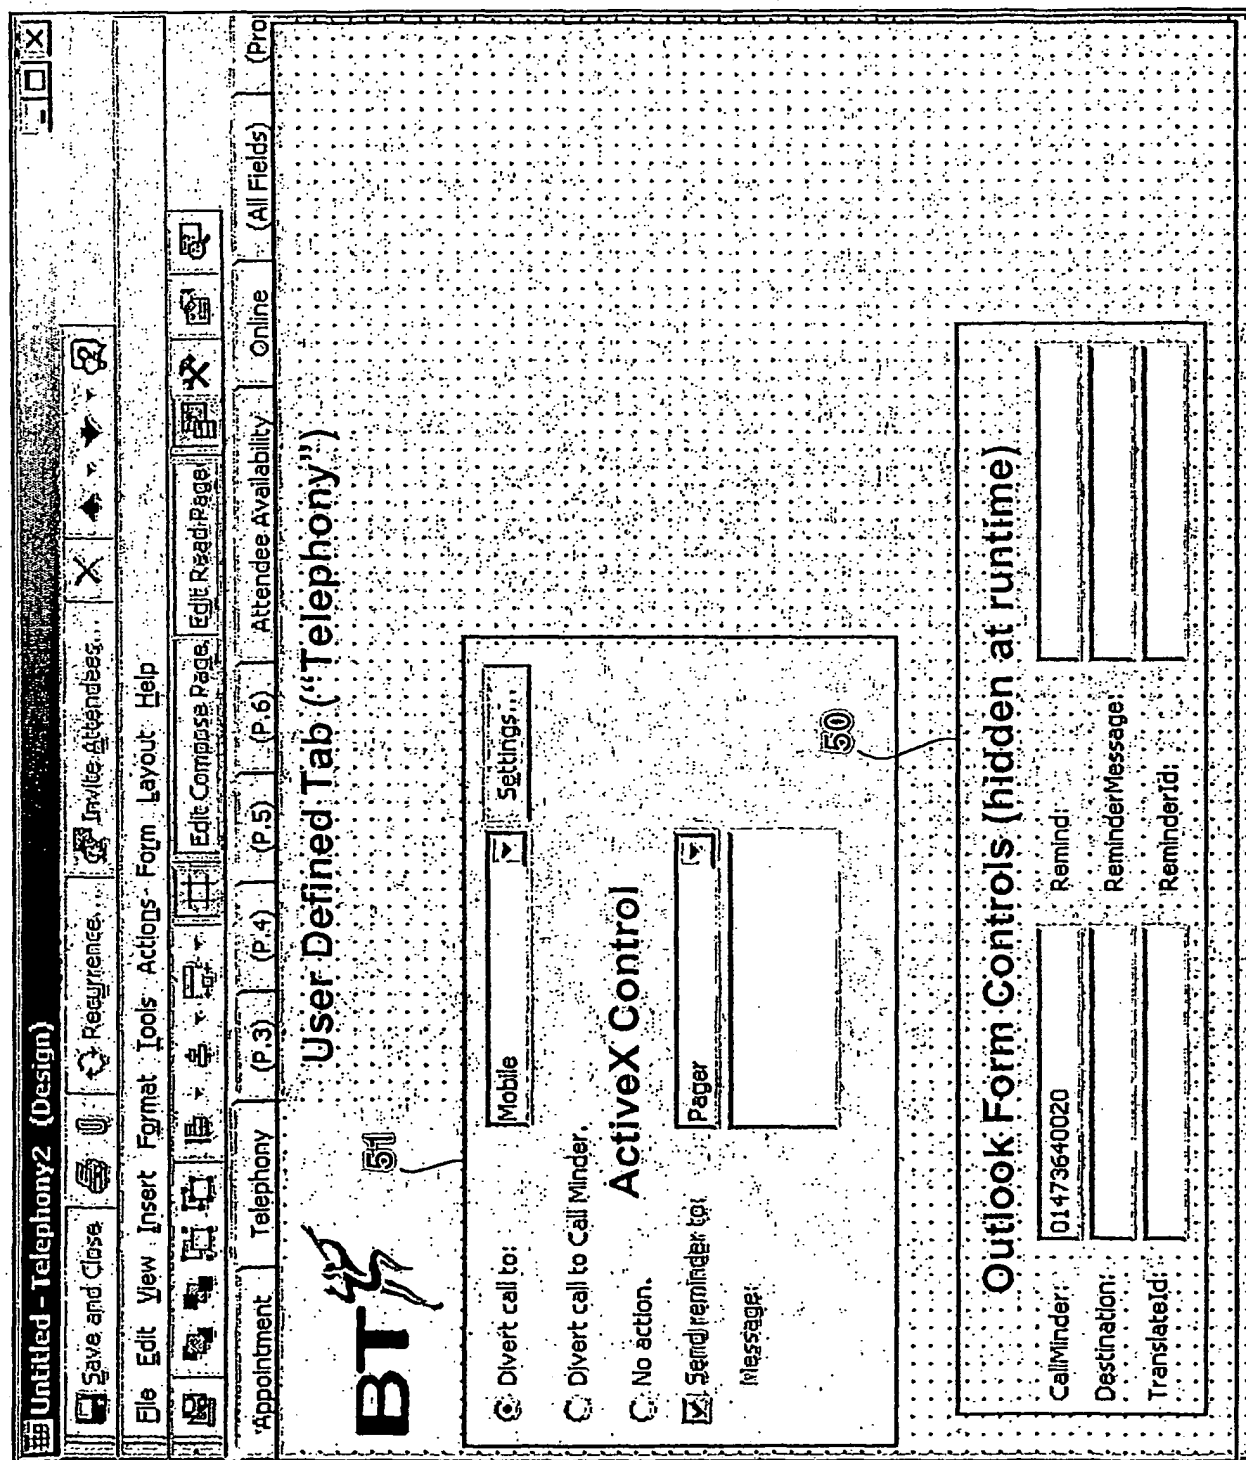 Untitled - Telephony2 (Design)
Save and Close Recurrence... Invite Attendees...
File Edit View Insert Format Tools Actions Form Layout Help
Edit Compose Page Edit Read Page
Appointment Telephony (P.3) (P.4) (P.5) (P.6) Attendee Availability Online (All Fields) (Pro
BT
User Defined Tab ("Telephony")
51
Divert call to: Mobile Settings...
Divert call to Call Minder.
No action.
ActiveX Control
Send reminder to: Pager
Message:
50
Outlook Form Controls (hidden at runtime)
CallMinder: 01473640020 Remind:
Destination: ReminderMessage:
TranslateId: ReminderId: